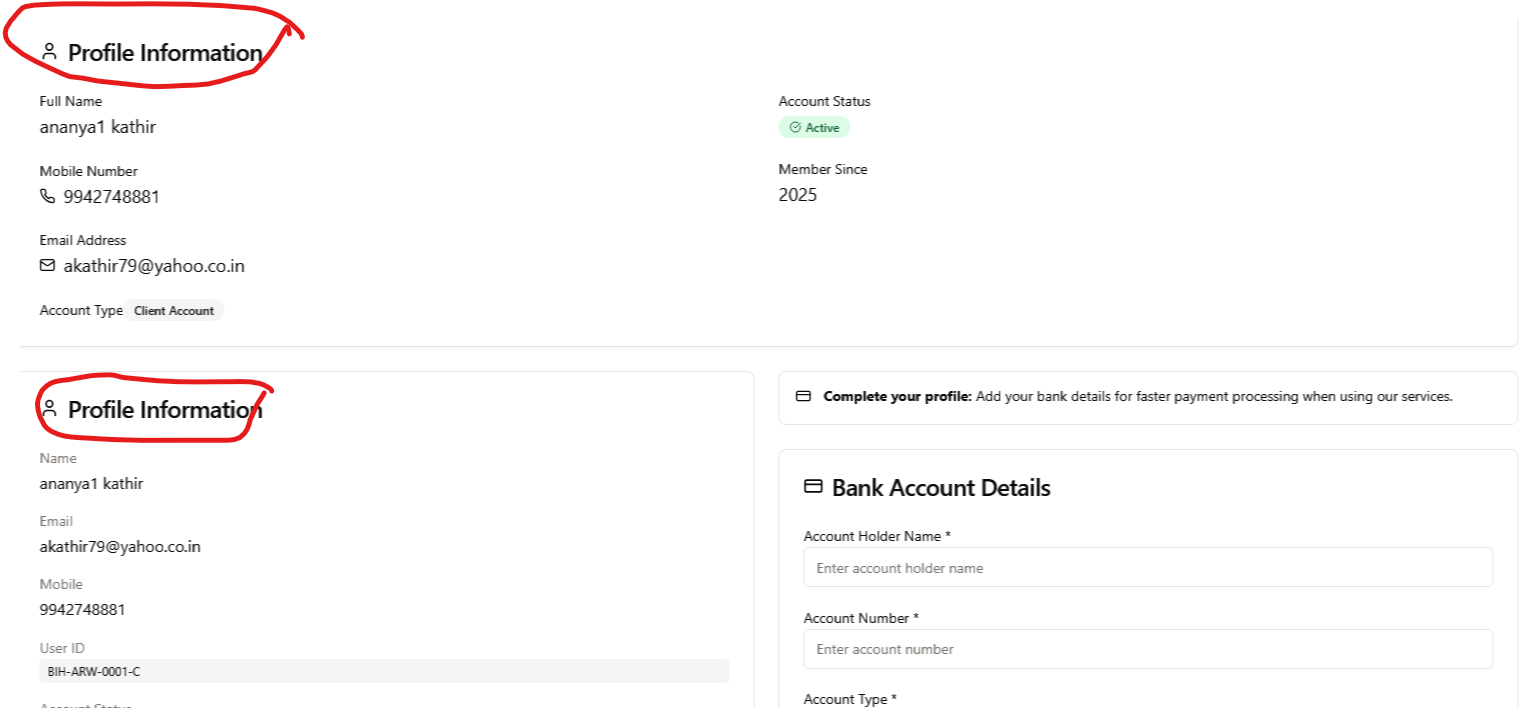 Profile Information
Full Name
ananya1 kathir
Mobile Number
9942748881
Email Address
akathir79@yahoo.co.in
Account Type Client Account
Account Status
Active
Member Since
2025
Profile Information
Name
ananya1 kathir
Email
akathir79@yahoo.co.in
Mobile
9942748881
User ID
BIH-ARW-0001-C
Account Status
Complete your profile: Add your bank details for faster payment processing when using our services.
Bank Account Details
Account Holder Name *
Enter account holder name
Account Number *
Enter account number
Account Type *